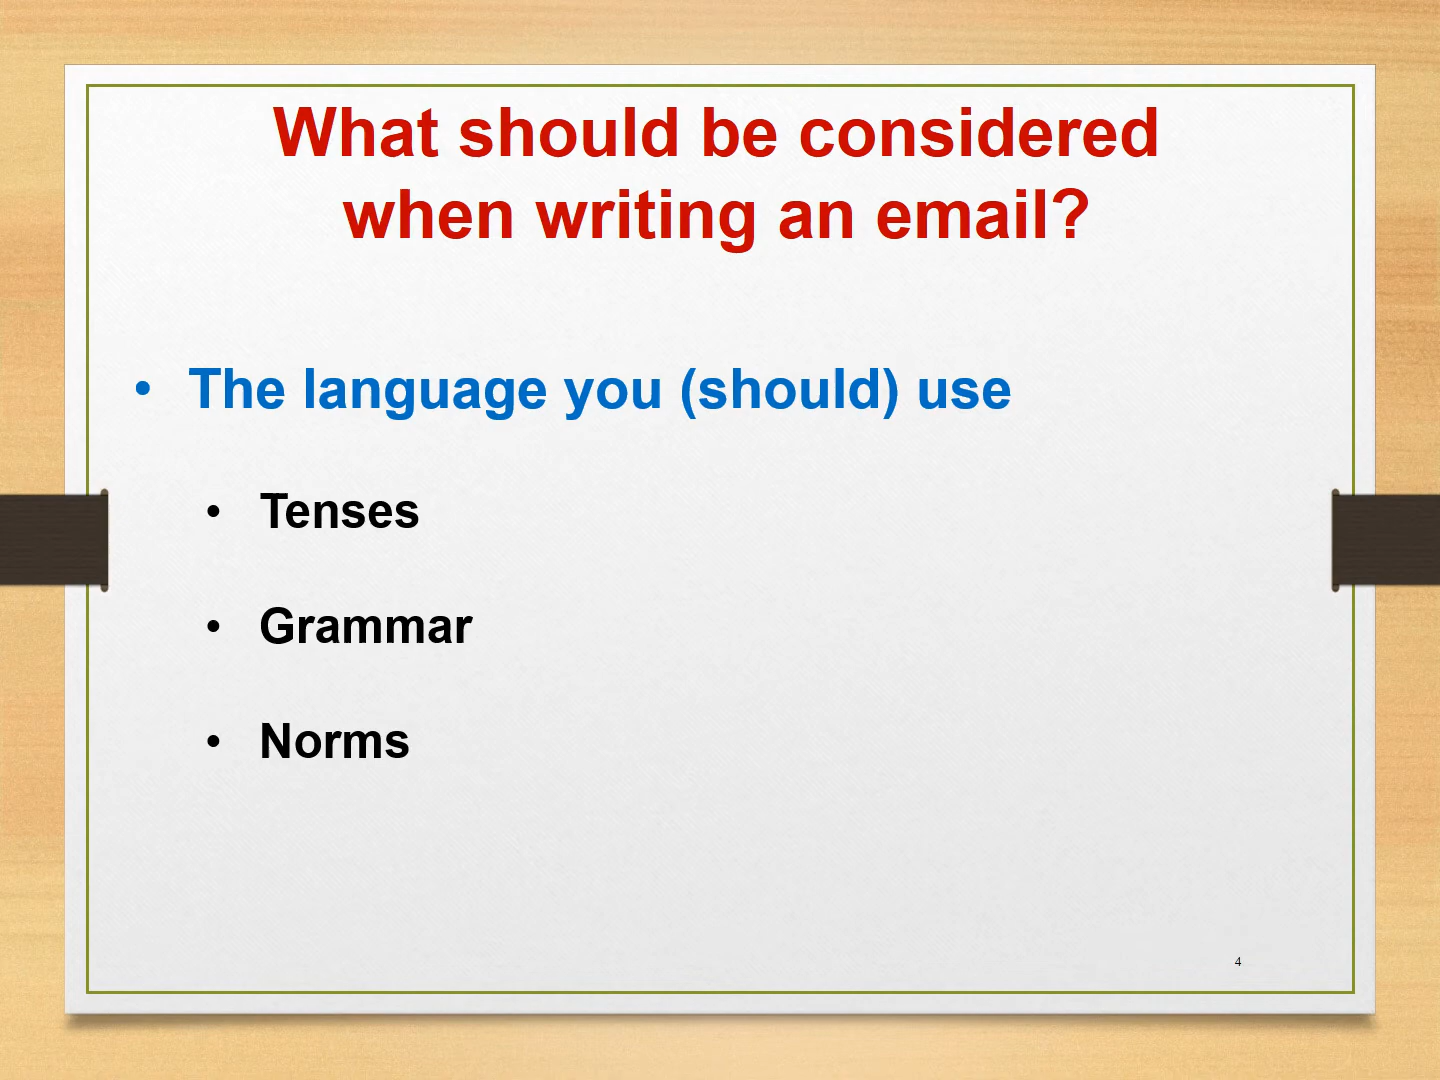 What should be considered
when writing an email?
• The language you (should) use
• Tenses
• Grammar
• Norms
4